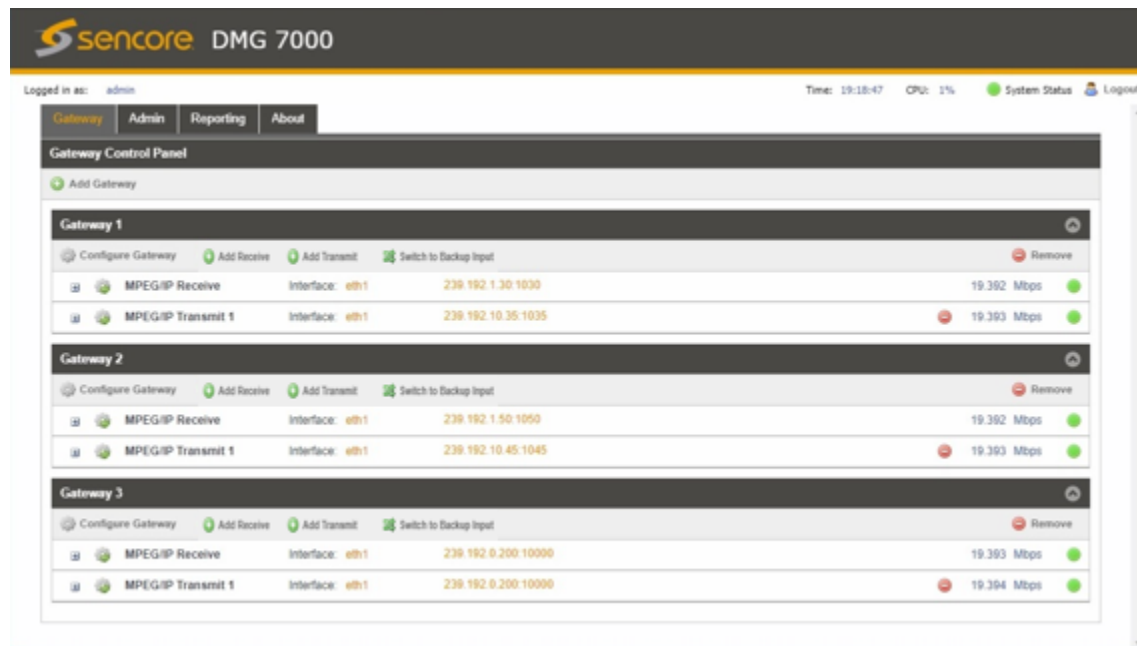 sencore DMG 7000
Logged in as: admin Time: 19:18:47 CPU: 1% System Status Logout
Gateway Admin Reporting About
Gateway Control Panel
Add Gateway
Gateway 1
Configure Gateway Add Receive Add Transmit Switch to Backup Input Remove
MPEG/IP Receive Interface: eth1 239.192.1.30:1030 19.392 Mbps
MPEG/IP Transmit 1 Interface: eth1 239.192.10.35:1035 19.393 Mbps
Gateway 2
Configure Gateway Add Receive Add Transmit Switch to Backup Input Remove
MPEG/IP Receive Interface: eth1 239.192.1.50:1050 19.392 Mbps
MPEG/IP Transmit 1 Interface: eth1 239.192.10.45:1045 19.393 Mbps
Gateway 3
Configure Gateway Add Receive Add Transmit Switch to Backup Input Remove
MPEG/IP Receive Interface: eth1 239.192.0.200:10000 19.393 Mbps
MPEG/IP Transmit 1 Interface: eth1 239.192.0.200:10000 19.394 Mbps